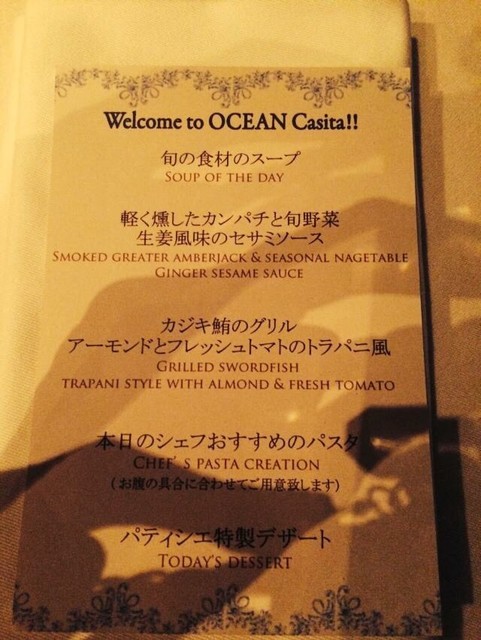 Welcome to OCEAN Casita!!
旬の食材のスープ
SOUP OF THE DAY
軽く燻したカンパチと旬野菜
生姜風味のセサミソース
SMOKED GREATER AMBERJACK & SEASONAL NAGETABLE
GINGER SESAME SAUCE
カジキ鮪のグリル
アーモンドとフレッシュトマトのトラパニ風
GRILLED SWORDFISH
TRAPANI STYLE WITH ALMOND & FRESH TOMATO
本日のシェフおすすめのパスタ
CHEF'S PASTA CREATION
(お腹の具合に合わせてご用意致します)
パティシエ特製デザート
TODAY'S DESSERT